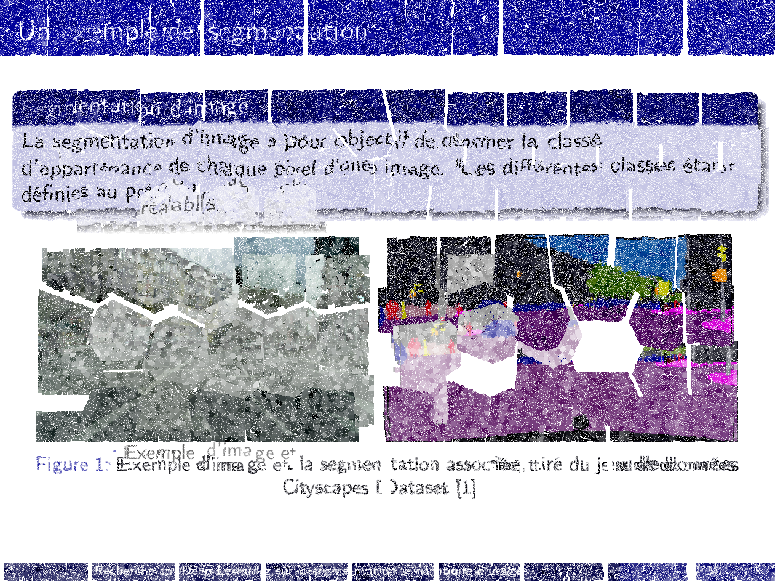 Un exemple de segmentation
Segmentation d'image
La segmentation d'image a pour objectif de donner la classe
d'appartenance de chaque pixel d'une image. Les différentes classes étant
définies au préalable.
Figure 1: Exemple d'image et la segmentation associée, tiré du jeu de données
Cityscapes Dataset [1]